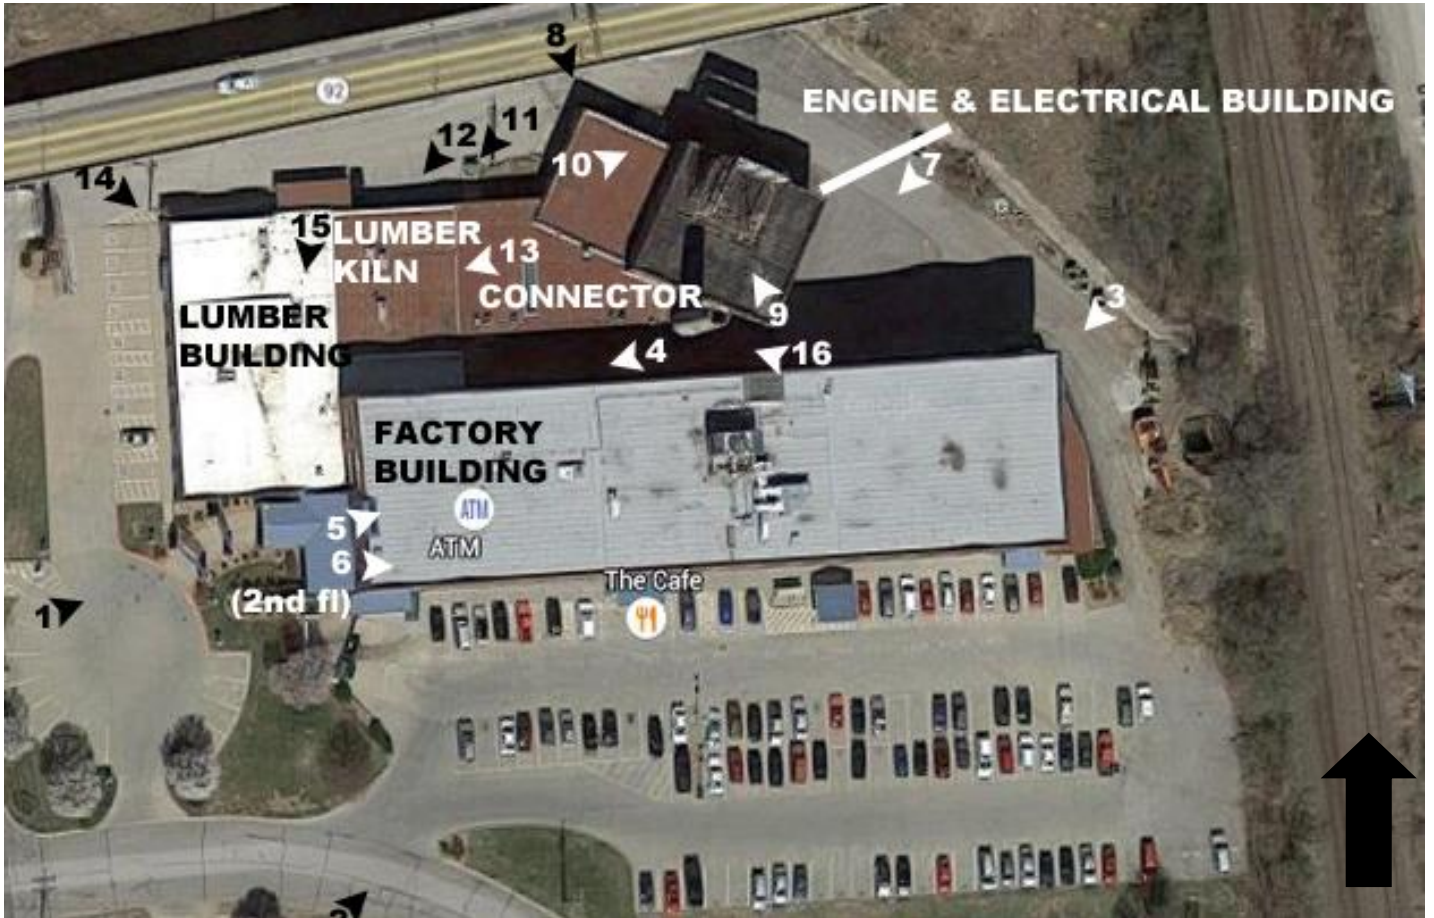 8
92
ENGINE & ELECTRICAL BUILDING
12
11
14
10
7
15
LUMBER
KILN
13
CONNECTOR
3
LUMBER
BUILDING
9
4
16
FACTORY
BUILDING
5
ATM
ATM
6
The Cafe
(2nd fl)
1
2